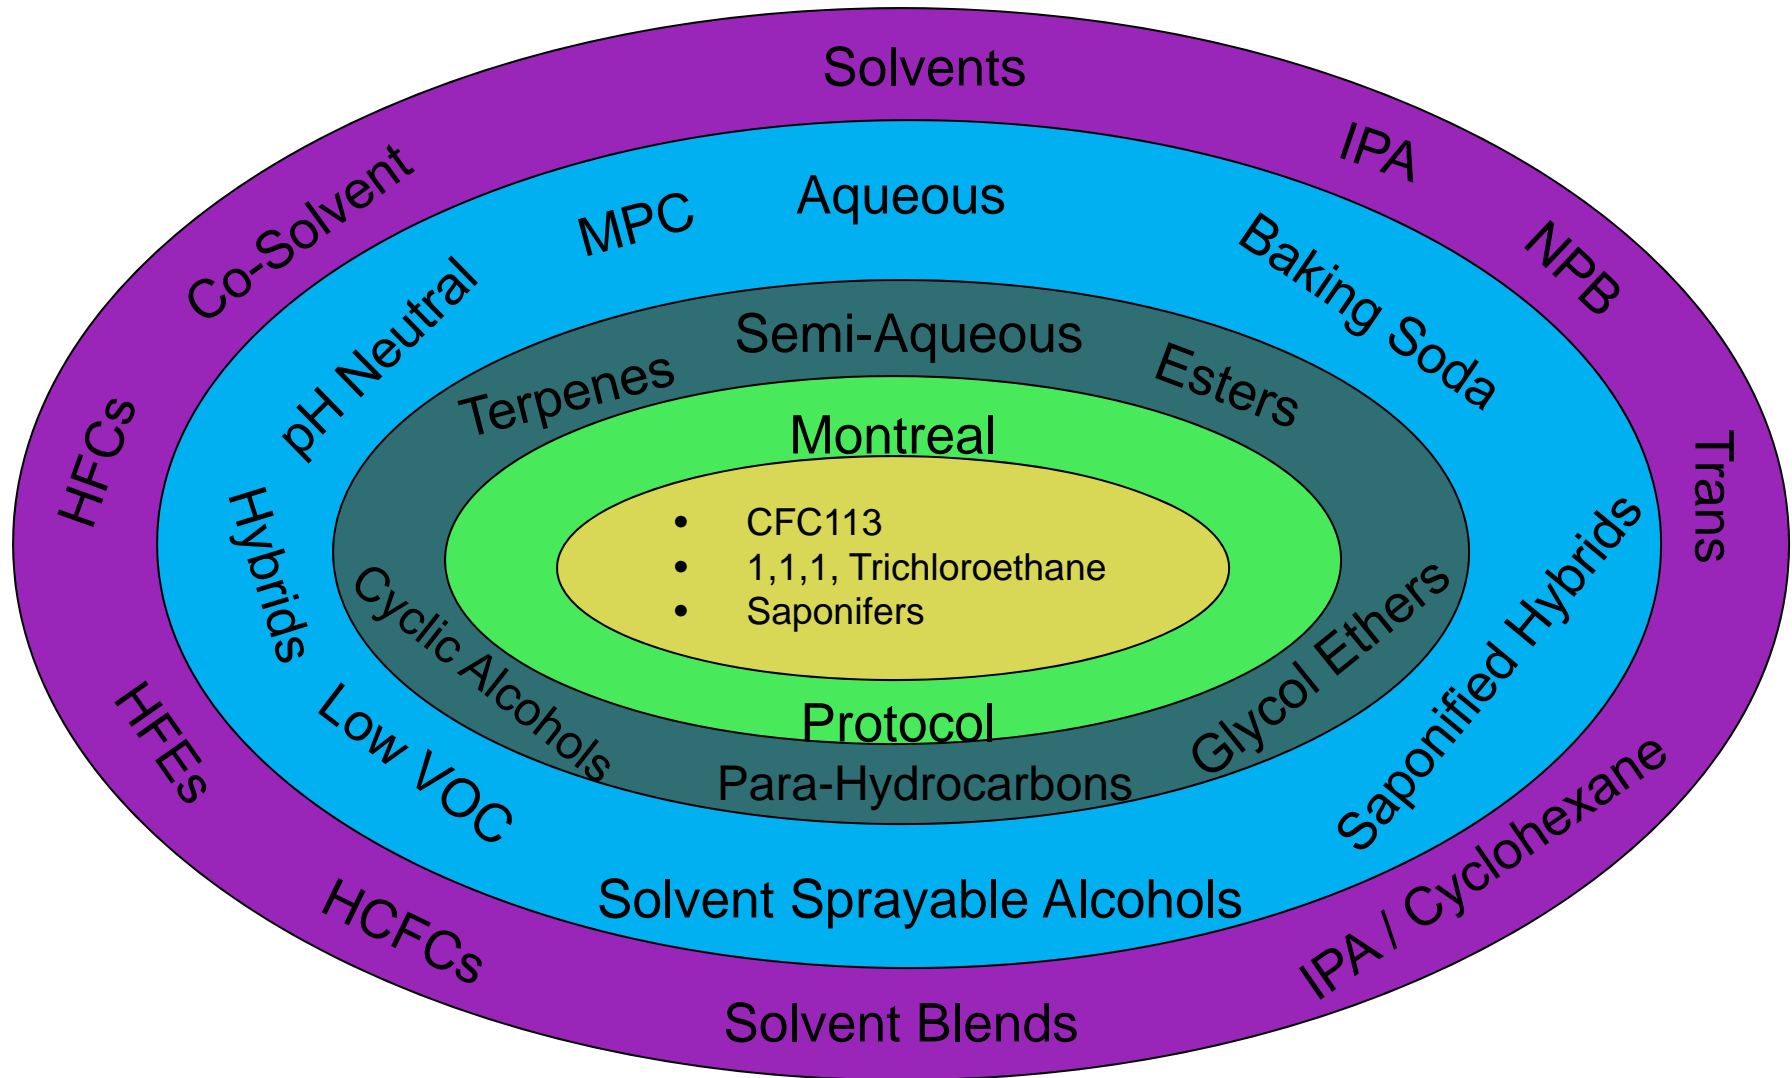 Solvents
IPA
Co-Solvent
NPB
HFCs
Trans
HFEs
IPA / Cyclohexane
HCFCs
Solvent Blends
Aqueous
MPC
Baking Soda
pH Neutral
Hybrids
Saponified Hybrids
Low VOC
Solvent Sprayable Alcohols
Semi-Aqueous
Terpenes
Esters
Cyclic Alcohols
Glycol Ethers
Para-Hydrocarbons
Montreal
• CFC113
• 1,1,1, Trichloroethane
• Saponifers
Protocol